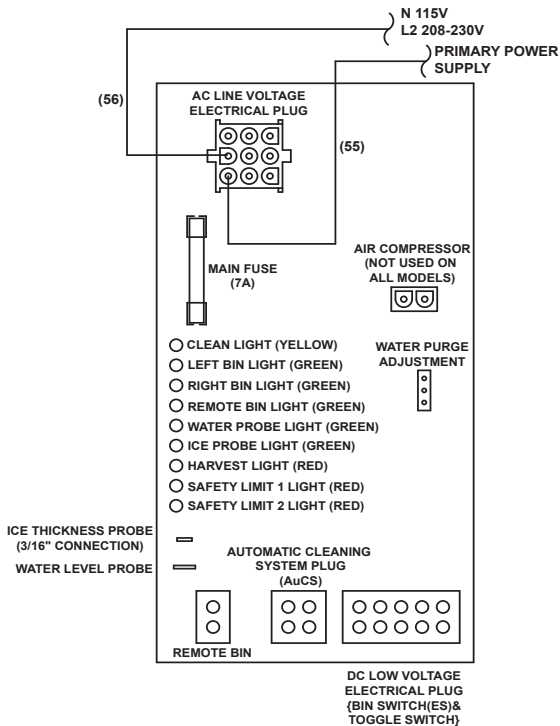 N 115V
L2 208-230V
PRIMARY POWER
SUPPLY
(56)
AC LINE VOLTAGE
ELECTRICAL PLUG
(55)
MAIN FUSE
(7A)
AIR COMPRESSOR
(NOT USED ON
ALL MODELS)
CLEAN LIGHT (YELLOW)
LEFT BIN LIGHT (GREEN)
RIGHT BIN LIGHT (GREEN)
REMOTE BIN LIGHT (GREEN)
WATER PROBE LIGHT (GREEN)
ICE PROBE LIGHT (GREEN)
HARVEST LIGHT (RED)
SAFETY LIMIT 1 LIGHT (RED)
SAFETY LIMIT 2 LIGHT (RED)
WATER PURGE
ADJUSTMENT
ICE THICKNESS PROBE
(3/16" CONNECTION)
WATER LEVEL PROBE
AUTOMATIC CLEANING
SYSTEM PLUG
(AuCS)
REMOTE BIN
DC LOW VOLTAGE
ELECTRICAL PLUG
{BIN SWITCH(ES)&
TOGGLE SWITCH}